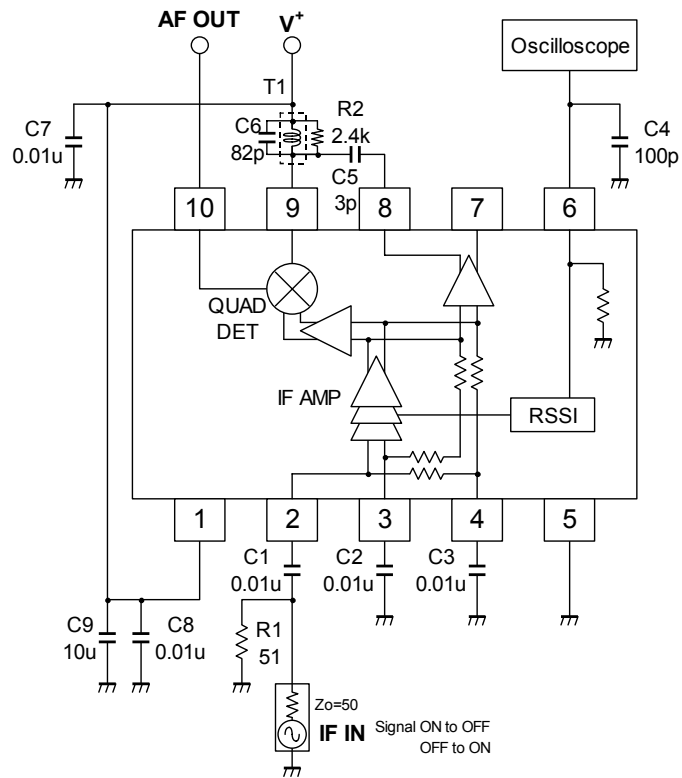 AF OUT
V+
Oscilloscope
T1
C7
0.01u
C6
82p
R2
2.4k
C5
3p
C4
100p
10
9
8
7
6
QUAD
DET
IF AMP
RSSI
1
2
3
4
5
C1
0.01u
C2
0.01u
C3
0.01u
C9
10u
C8
0.01u
R1
51
Zo=50
IF IN
Signal ON to OFF
OFF to ON